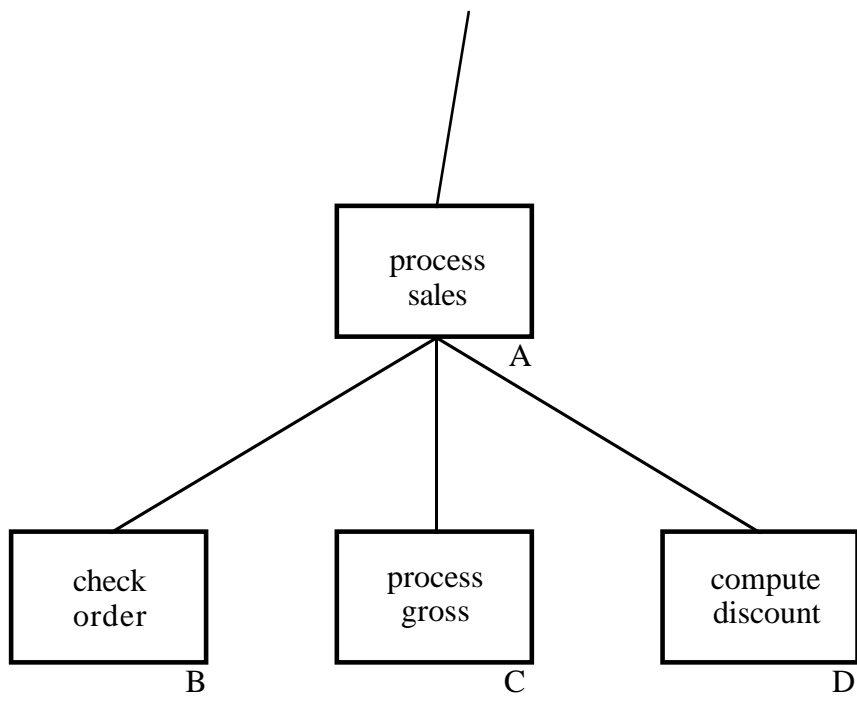 process
sales
A
check
order
B
process
gross
C
compute
discount
D